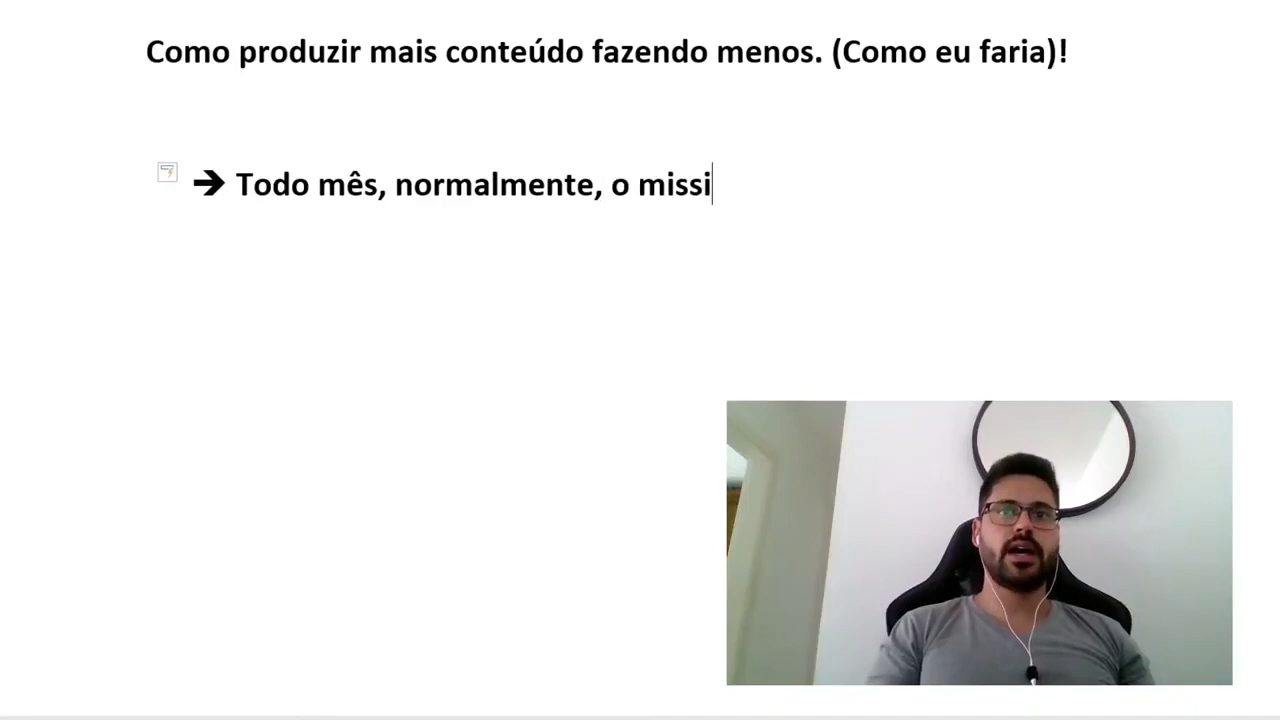 Como produzir mais conteúdo fazendo menos. (Como eu faria)!
➔ Todo mês, normalmente, o missi